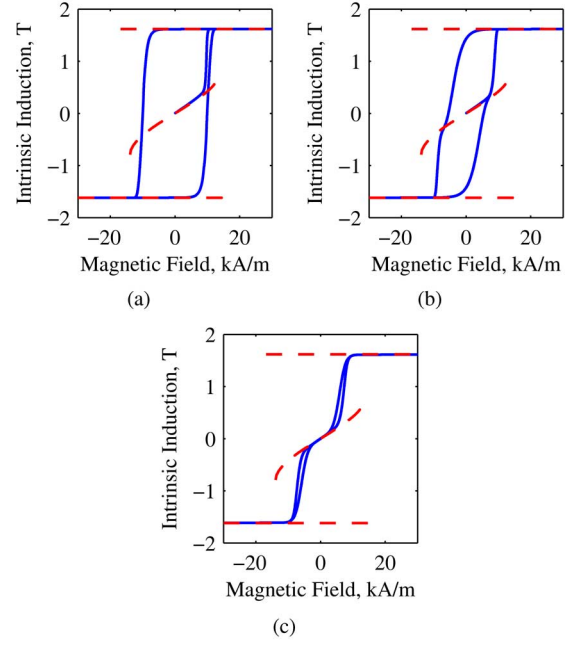 2
1
0
−1
−2
Intrinsic Induction, T
−20 0 20
Magnetic Field, kA/m
(a)
2
1
0
−1
−2
Intrinsic Induction, T
−20 0 20
Magnetic Field, kA/m
(b)
2
1
0
−1
−2
Intrinsic Induction, T
−20 0 20
Magnetic Field, kA/m
(c)